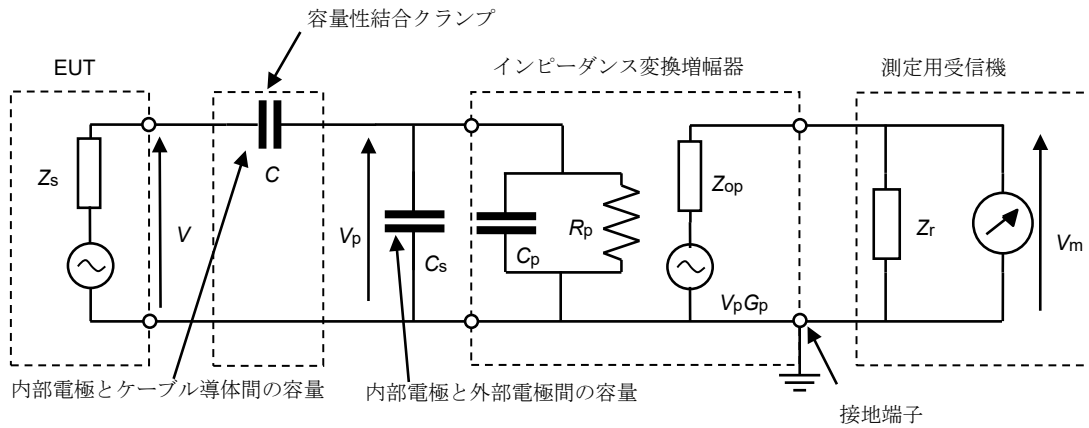 容量性結合クランプ
EUT
インピーダンス変換増幅器
測定用受信機
Zs
V
C
Vp
Cs
Cp
Rp
Zop
VpGp
Zr
Vm
内部電極とケーブル導体間の容量
内部電極と外部電極間の容量
接地端子